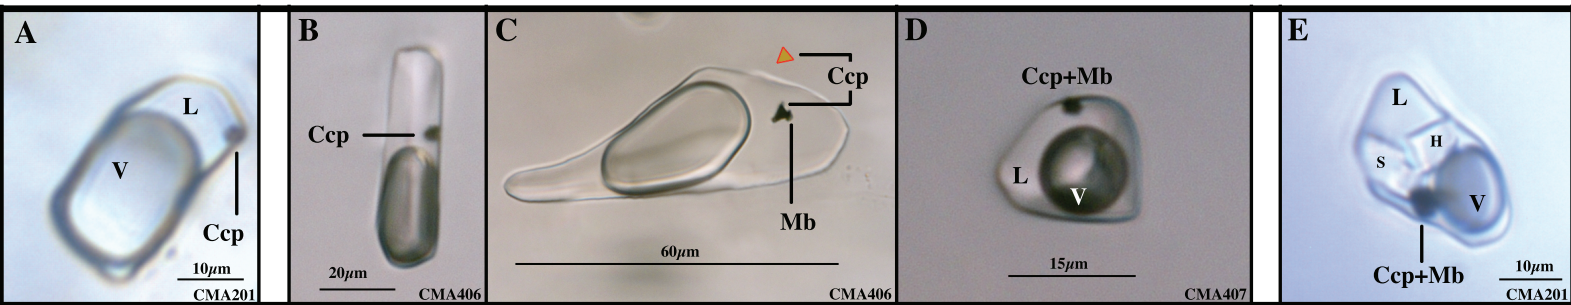 A
L
V
Ccp
10µm
CMA201
B
Ccp
20µm
CMA406
C
Ccp
Mb
60µm
CMA406
D
Ccp+Mb
L
V
15µm
CMA407
E
L
H
S
V
Ccp+Mb
10µm
CMA201